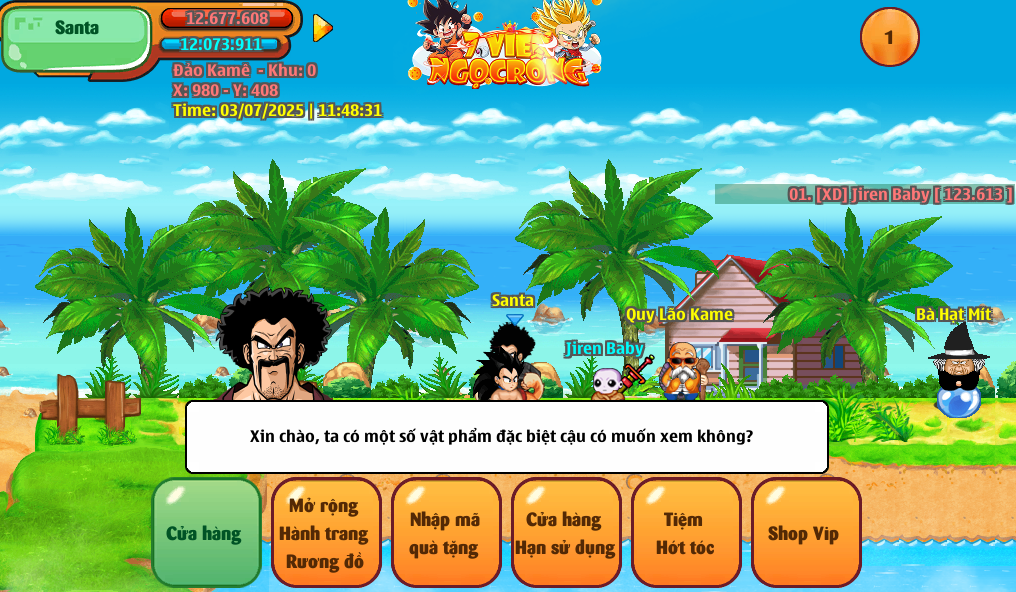 Santa
12.677.608
12.073.911
Đảo Kamê - Khu: 0
X: 980 - Y: 408
Time: 03/07/2025 | 11:48:31
7 VIÊN
NGỌC RỒNG
1
01. [XD] Jiren Baby [ 123.613 ]
Santa
Quy Lão Kame
Bà Hạt Mít
Jiren Baby
Xin chào, ta có một số vật phẩm đặc biệt cậu có muốn xem không?
Cửa hàng
Mở rộng
Hành trang
Rương đồ
Nhập mã
quà tặng
Cửa hàng
Hạn sử dụng
Tiệm
Hớt tóc
Shop Vip